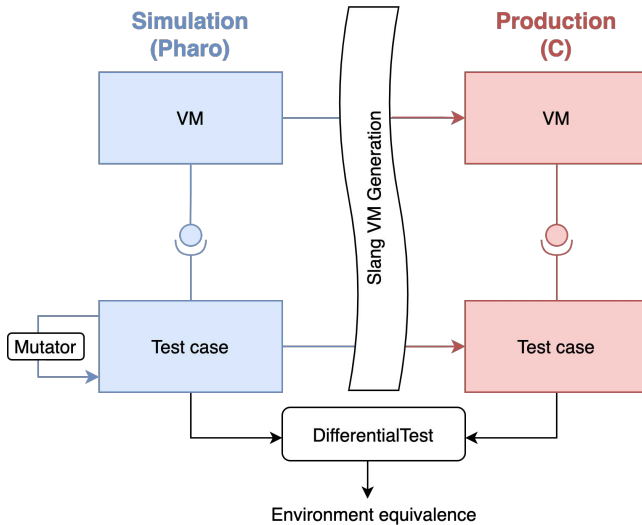 Simulation
(Pharo)
Production
(C)
VM
VM
Slang VM Generation
Mutator
Test case
Test case
DifferentialTest
Environment equivalence